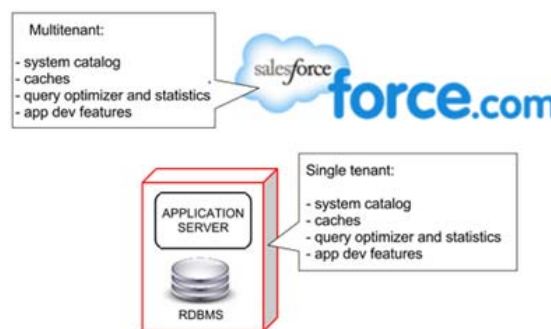 Multitenant:
- system catalog
- caches
- query optimizer and statistics
- app dev features
salesforce
force.com
Single tenant:
- system catalog
- caches
- query optimizer and statistics
- app dev features
APPLICATION
SERVER
RDBMS